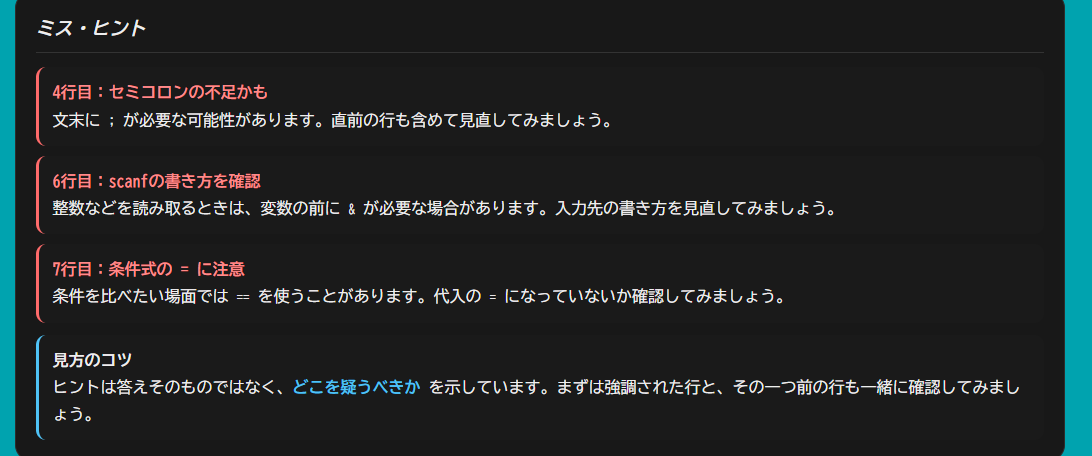 ミス・ヒント
4行目：セミコロンの不足かも
文末に ; が必要な可能性があります。直前の行も含めて見直してみましょう。
6行目：scanfの書き方を確認
整数などを読み取るときは、変数の前に & が必要な場合があります。入力先の書き方を見直してみましょう。
7行目：条件式の = に注意
条件を比べたい場面では == を使うことがあります。代入の = になっていないか確認してみましょう。
見方のコツ
ヒントは答えそのものではなく、どこを疑うべきか を示しています。まずは強調された行と、その一つ前の行も一緒に確認してみまし
ょう。